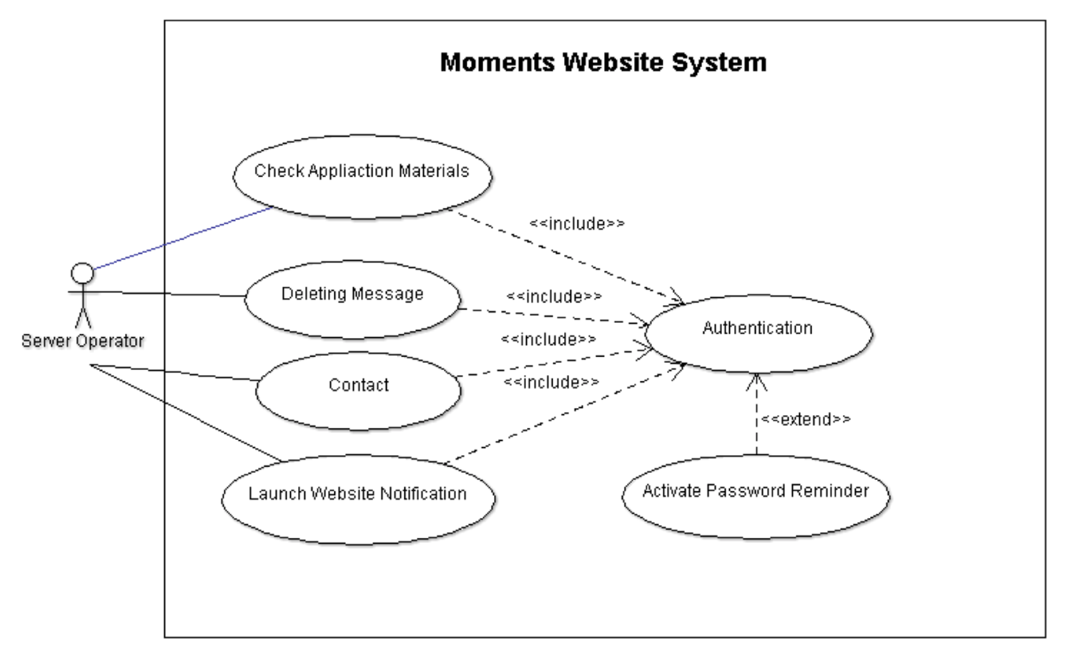 Moments Website System
Check Appliaction Materials
<<include>>
Deleting Message
<<include>>
Authentication
Server Operator
<<include>>
Contact
<<include>>
<<extend>>
Launch Website Notification
Activate Password Reminder